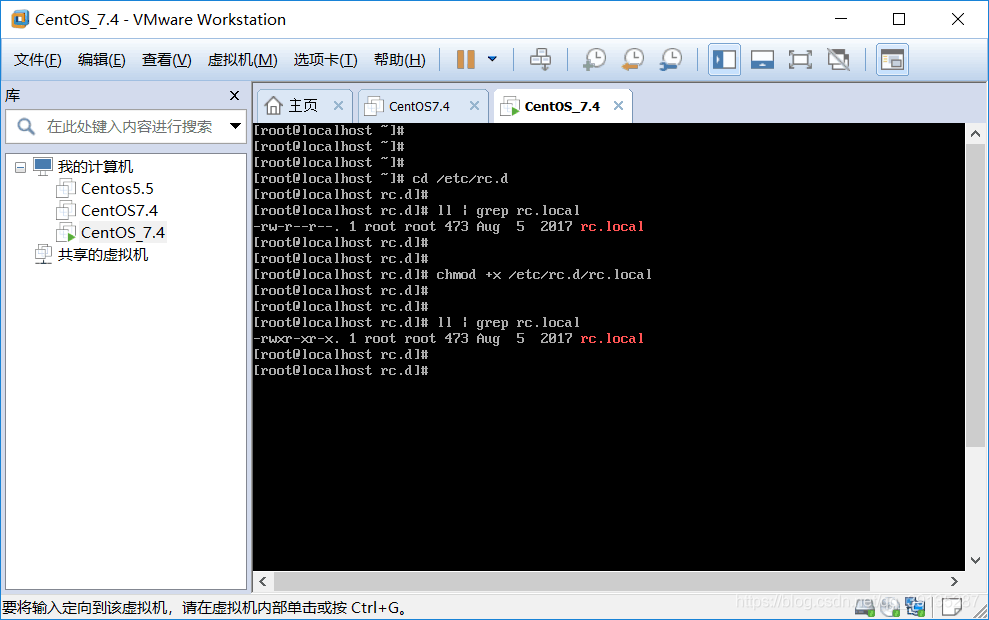 CentOS_7.4 - VMware Workstation
文件(F) 编辑(E) 查看(V) 虚拟机(M) 选项卡(T) 帮助(H)
库
主页 CentOS7.4 CentOS_7.4
在此处键入内容进行搜索
我的计算机
Centos5.5
CentOS7.4
CentOS_7.4
共享的虚拟机
[root@localhost ~]#
[root@localhost ~]#
[root@localhost ~]#
[root@localhost ~]# cd /etc/rc.d
[root@localhost rc.d]#
[root@localhost rc.d]# ll | grep rc.local
-rw-r--r--. 1 root root 473 Aug  5  2017 rc.local
[root@localhost rc.d]#
[root@localhost rc.d]#
[root@localhost rc.d]# chmod +x /etc/rc.d/rc.local
[root@localhost rc.d]#
[root@localhost rc.d]#
[root@localhost rc.d]# ll | grep rc.local
-rwxr-xr-x. 1 root root 473 Aug  5  2017 rc.local
[root@localhost rc.d]#
[root@localhost rc.d]#
要将输入定向到该虚拟机，请在虚拟机内部单击或按 Ctrl+G。